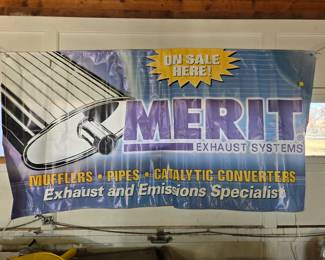 ON SALE
HERE!
MERIT
EXHAUST SYSTEMS
MUFFLERS • PIPES • CATALYTIC CONVERTERS
Exhaust and Emissions Specialist